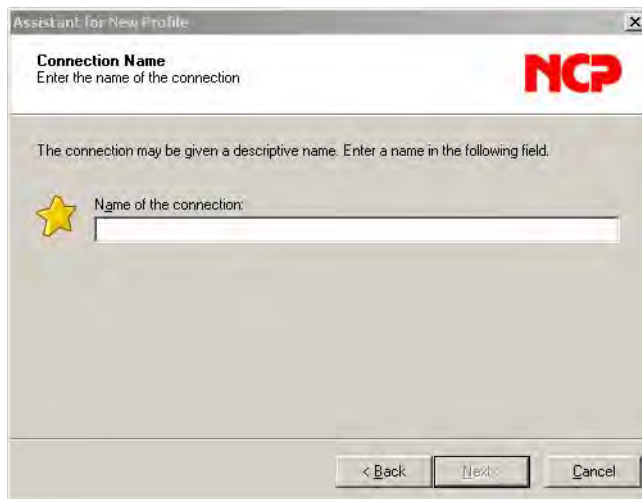 Assistant for New Profile
Connection Name
Enter the name of the connection
NCP
The connection may be given a descriptive name. Enter a name in the following field.
Name of the connection:
< Back
Next >
Cancel